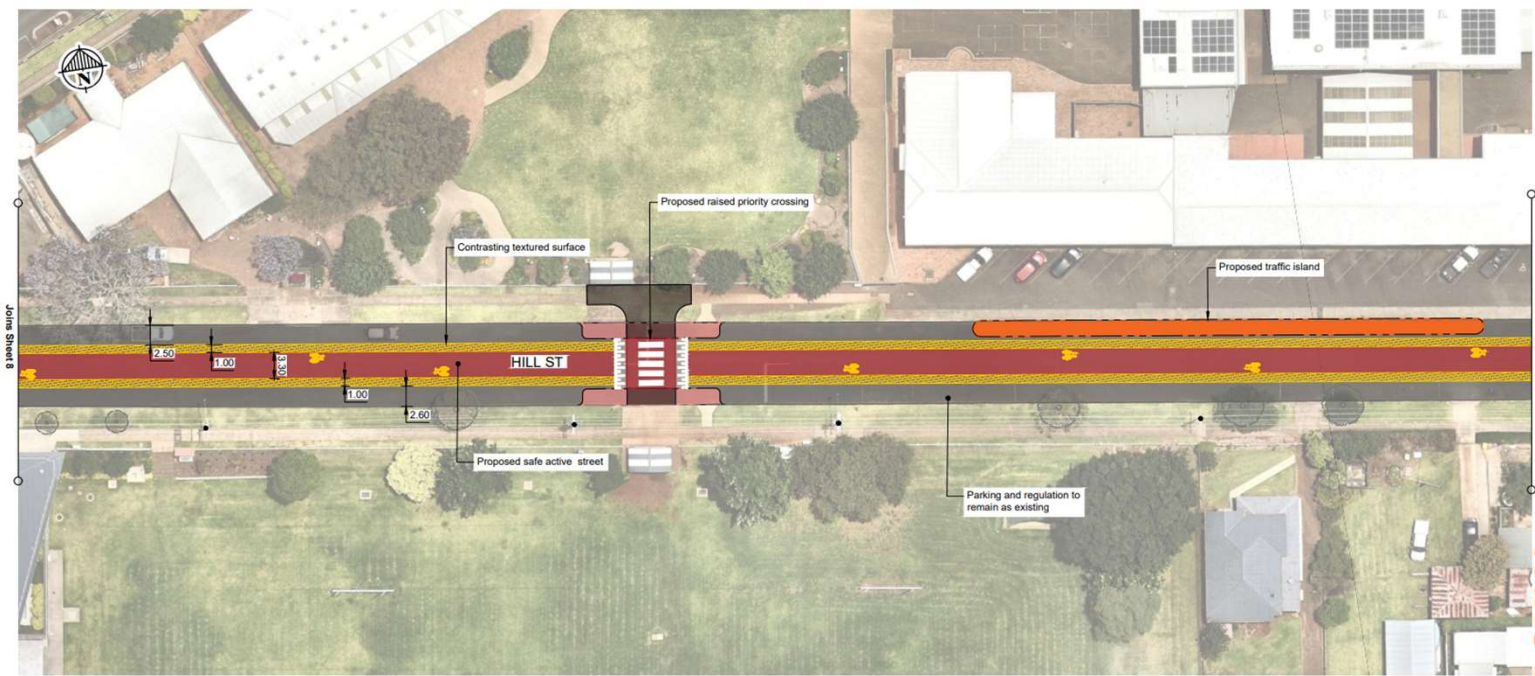 N
Proposed raised priority crossing
Contrasting textured surface
Proposed traffic island
Joins Sheet 8
2.50
1.00
3.30
HILL ST
1.00
2.60
Proposed safe active street
Parking and regulation to
remain as existing